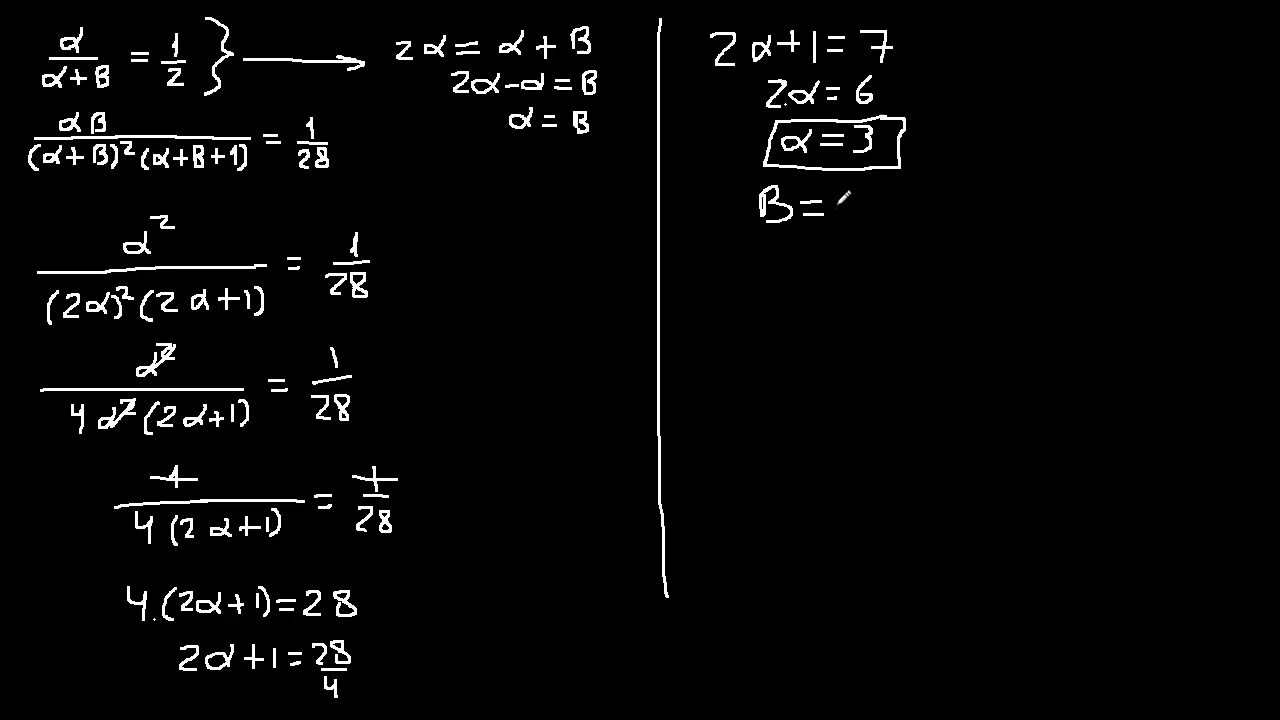 α/(α+B) = 1/2 } ⟶
αB/((α+B)²(α+B+1)) = 1/28
α²/((2α)²(2α+1)) = 1/28
α²/(4α²(2α+1)) = 1/28
1/(4(2α+1)) = 1/28
4.(2α+1)=28
2α+1=28/4
2α = α+B
2α-α=B
α=B
2α+1=7
2α=6
α=3
B=